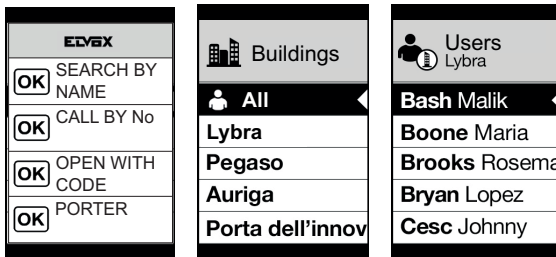 ELVOX
OK SEARCH BY
NAME
OK CALL BY No
OK OPEN WITH
CODE
OK PORTER
Buildings
All
Lybra
Pegaso
Auriga
Porta dell'innov
Users
Lybra
Bash Malik
Boone Maria
Brooks Rosema
Bryan Lopez
Cesc Johnny